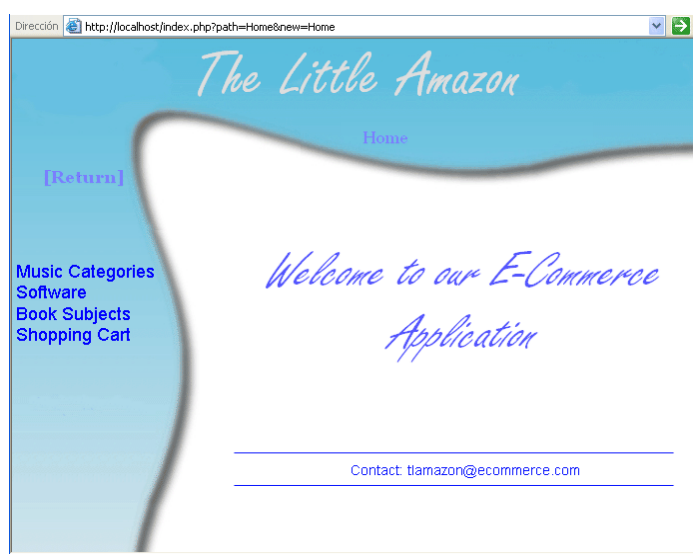 Dirección http://localhost/index.php?path=Home&new=Home
The Little Amazon
Home
[Return]
Music Categories
Software
Book Subjects
Shopping Cart
Welcome to our E-Commerce
Application
Contact: tlamazon@ecommerce.com